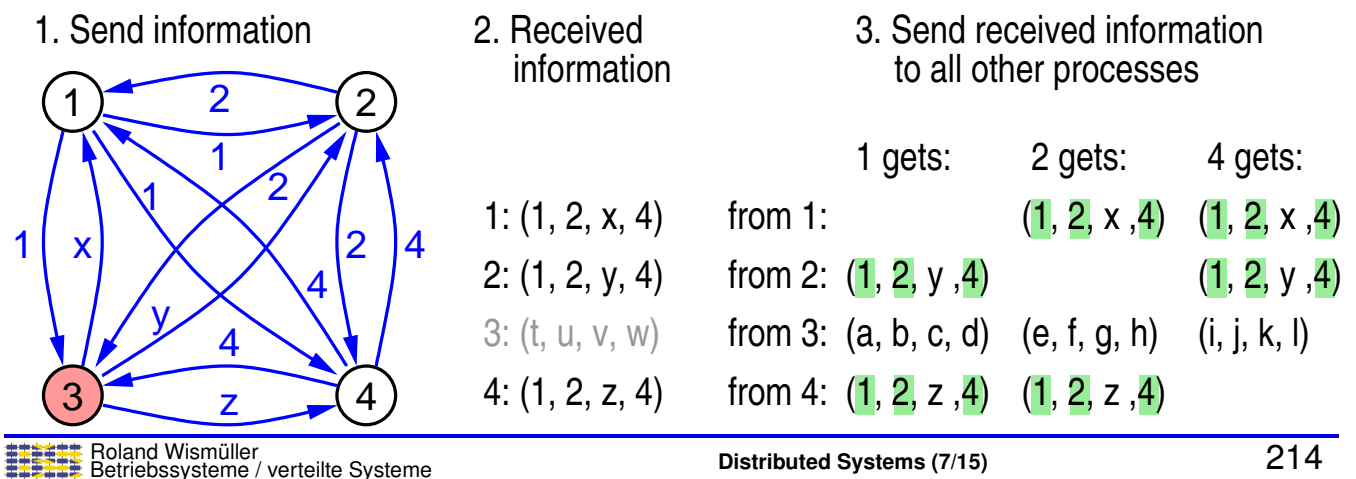 1. Send information
2. Received
information
3. Send received information
to all other processes
1
2
2
1
1
2
1
x
2
4
4
y
4
3
z
4
1 gets: 2 gets: 4 gets:
1: (1, 2, x, 4) from 1: (1, 2, x ,4) (1, 2, x ,4)
2: (1, 2, y, 4) from 2: (1, 2, y ,4) (1, 2, y ,4)
3: (t, u, v, w) from 3: (a, b, c, d) (e, f, g, h) (i, j, k, l)
4: (1, 2, z, 4) from 4: (1, 2, z ,4) (1, 2, z ,4)
Roland Wismüller
Betriebssysteme / verteilte Systeme
Distributed Systems (7/15)
214